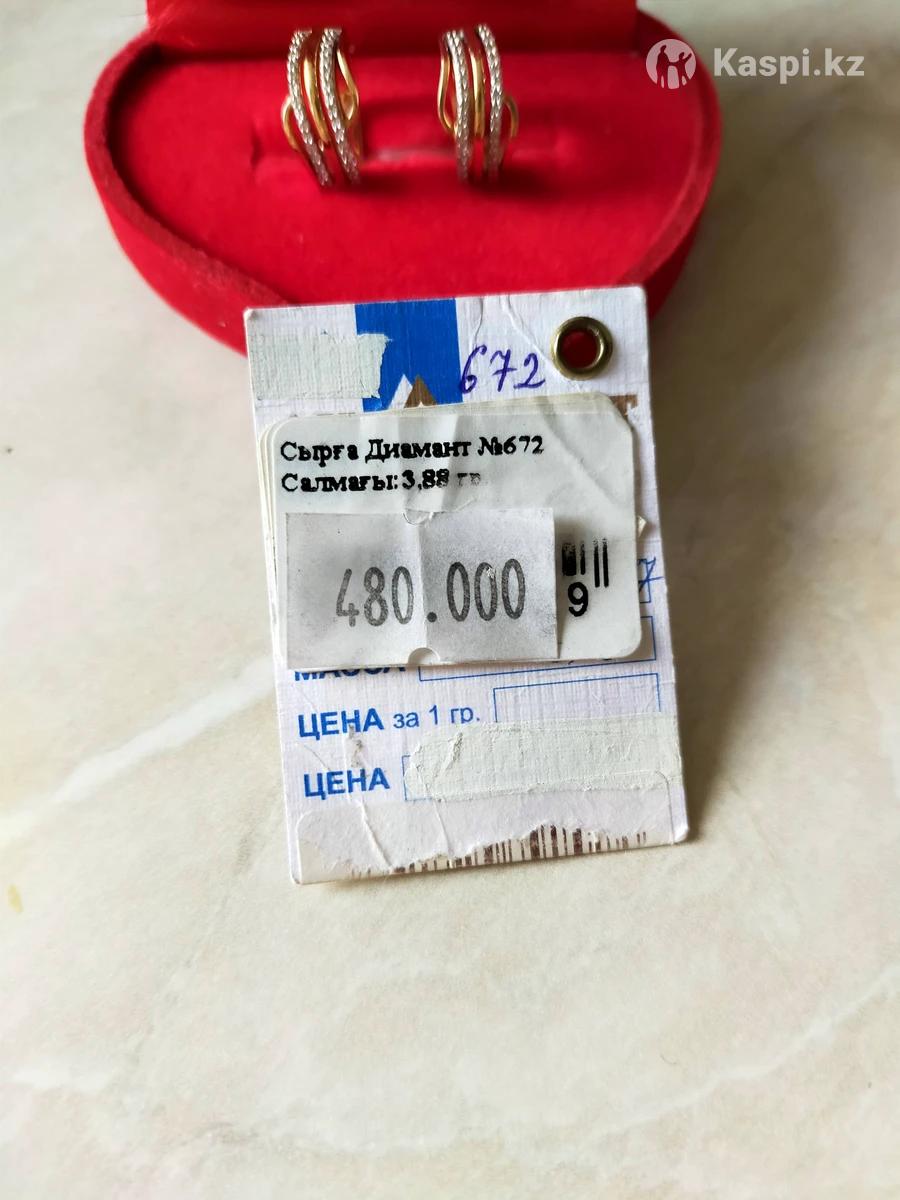 Kaspi.kz
672
Сырға Диамант №672
Салмағы: 3,88 гр.
480.000
9
7
МАССА
ЦЕНА за 1 гр.
ЦЕНА